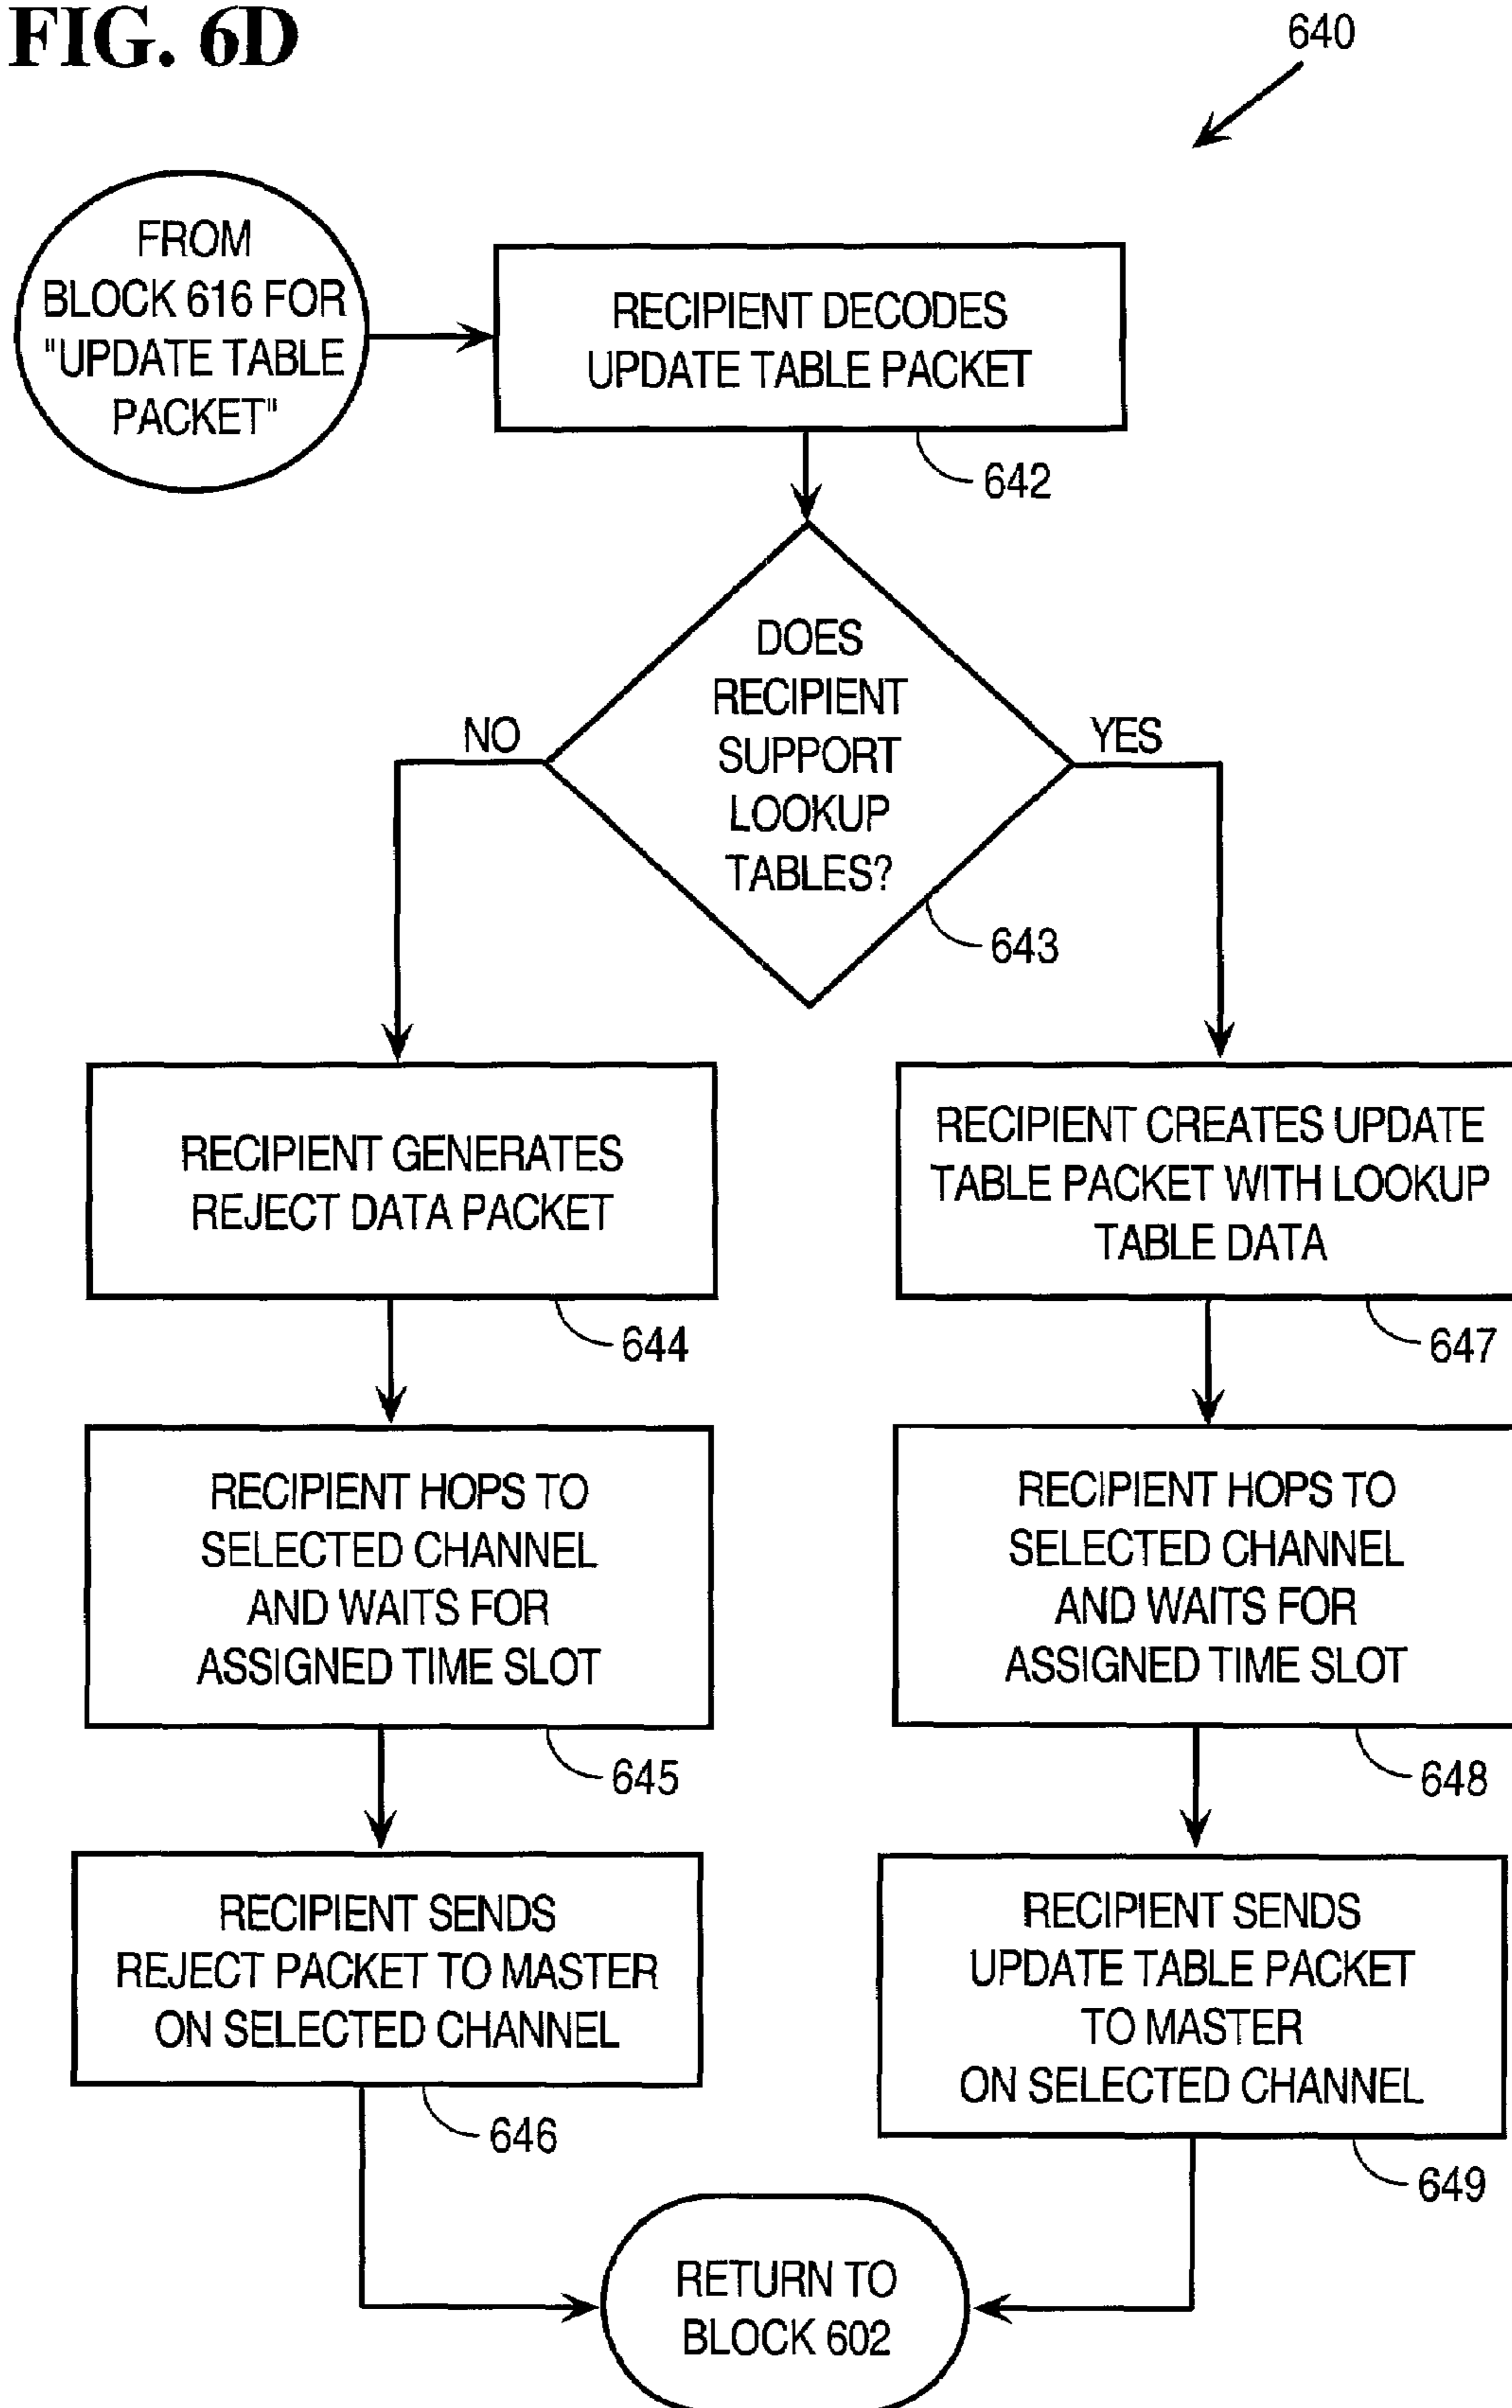 FIG. 6D
640
FROM
BLOCK 616 FOR
"UPDATE TABLE
PACKET"
RECIPIENT DECODES
UPDATE TABLE PACKET
642
DOES
RECIPIENT
SUPPORT
LOOKUP
TABLES?
643
NO
YES
RECIPIENT GENERATES
REJECT DATA PACKET
644
RECIPIENT CREATES UPDATE
TABLE PACKET WITH LOOKUP
TABLE DATA
647
RECIPIENT HOPS TO
SELECTED CHANNEL
AND WAITS FOR
ASSIGNED TIME SLOT
645
RECIPIENT HOPS TO
SELECTED CHANNEL
AND WAITS FOR
ASSIGNED TIME SLOT
648
RECIPIENT SENDS
REJECT PACKET TO MASTER
ON SELECTED CHANNEL
646
RECIPIENT SENDS
UPDATE TABLE PACKET
TO MASTER
ON SELECTED CHANNEL
649
RETURN TO
BLOCK 602